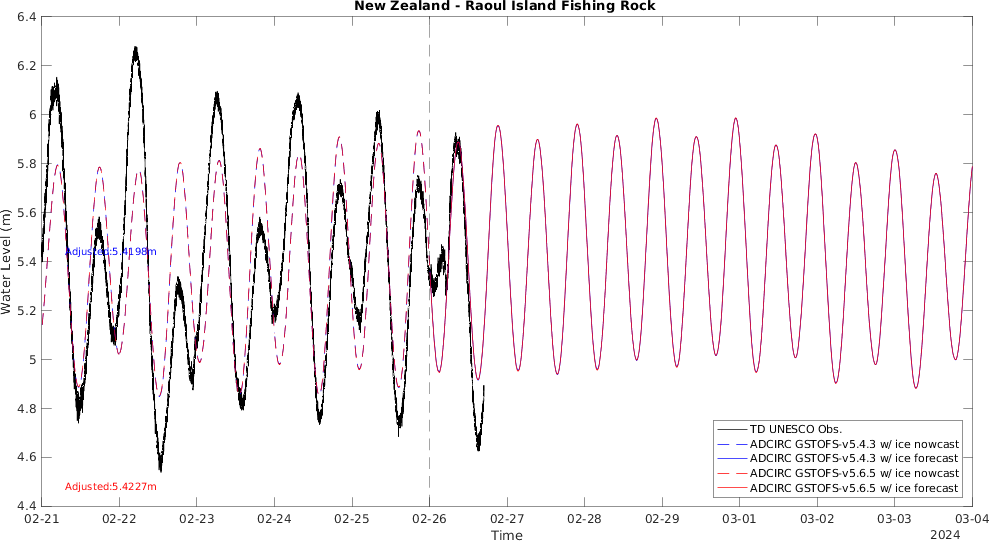 New Zealand - Raoul Island Fishing Rock
6.4
6.2
6
5.8
5.6
5.4
5.2
5
4.8
4.6
4.4
Water Level (m)
Adjusted:5.4198m
Adjusted:5.4227m
TD UNESCO Obs.
ADCIRC GSTOFS-v5.4.3 w/ ice nowcast
ADCIRC GSTOFS-v5.4.3 w/ ice forecast
ADCIRC GSTOFS-v5.6.5 w/ ice nowcast
ADCIRC GSTOFS-v5.6.5 w/ ice forecast
02-21 02-22 02-23 02-24 02-25 02-26 02-27 02-28 02-29 03-01 03-02 03-03 03-04
Time
2024